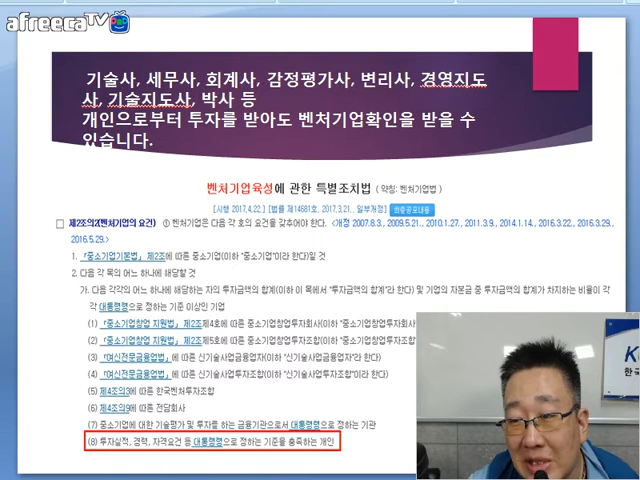 afreecaTV
기술사, 세무사, 회계사, 감정평가사, 변리사, 경영지도
사, 기술지도사, 박사 등
개인으로부터 투자를 받아도 벤처기업확인을 받을 수
있습니다.
벤처기업육성에 관한 특별조치법 ( 약칭: 벤처기업법 )
[시행 2017.4.22.] [법률 제14681호, 2017.3.21., 일부개정]
제2조의2(벤처기업의 요건) ① 벤처기업은 다음 각 호의 요건을 갖추어야 한다. <개정 2007.8.3., 2009.5.21., 2010.1.27., 2011.3.9., 2014.1.14., 2016.3.22., 2016.3.29.,
2016.5.29.>
1. 「중소기업기본법」 제2조에 따른 중소기업(이하 "중소기업"이라 한다)일 것
2. 다음 각 목의 어느 하나에 해당할 것
가. 다음 각각의 어느 하나에 해당하는 자의 투자금액의 합계(이하 이 목에서 "투자금액의 합계"라 한다) 및 기업의 자본금 중 투자금액의 합계가 차지하는 비율이 각
각 대통령령으로 정하는 기준 이상인 기업
(1) 「중소기업창업 지원법」 제2조제4호에 따른 중소기업창업투자회사(이하 "중소기업창업투자회사
(2) 「중소기업창업 지원법」 제2조제5호에 따른 중소기업창업투자조합(이하 "중소기업창업투자조합
(3) 「여신전문금융업법」에 따른 신기술사업금융업자(이하 "신기술사업금융업자"라 한다)
(4) 「여신전문금융업법」에 따른 신기술사업투자조합(이하 "신기술사업투자조합"이라 한다)
(5) 제4조의3에 따른 한국벤처투자조합
(6) 제4조의9에 따른 전담회사
(7) 중소기업에 대한 기술평가 및 투자를 하는 금융기관으로서 대통령령으로 정하는 기관
(8) 투자실적, 경력, 자격요건 등 대통령령으로 정하는 기준을 충족하는 개인
K
한국